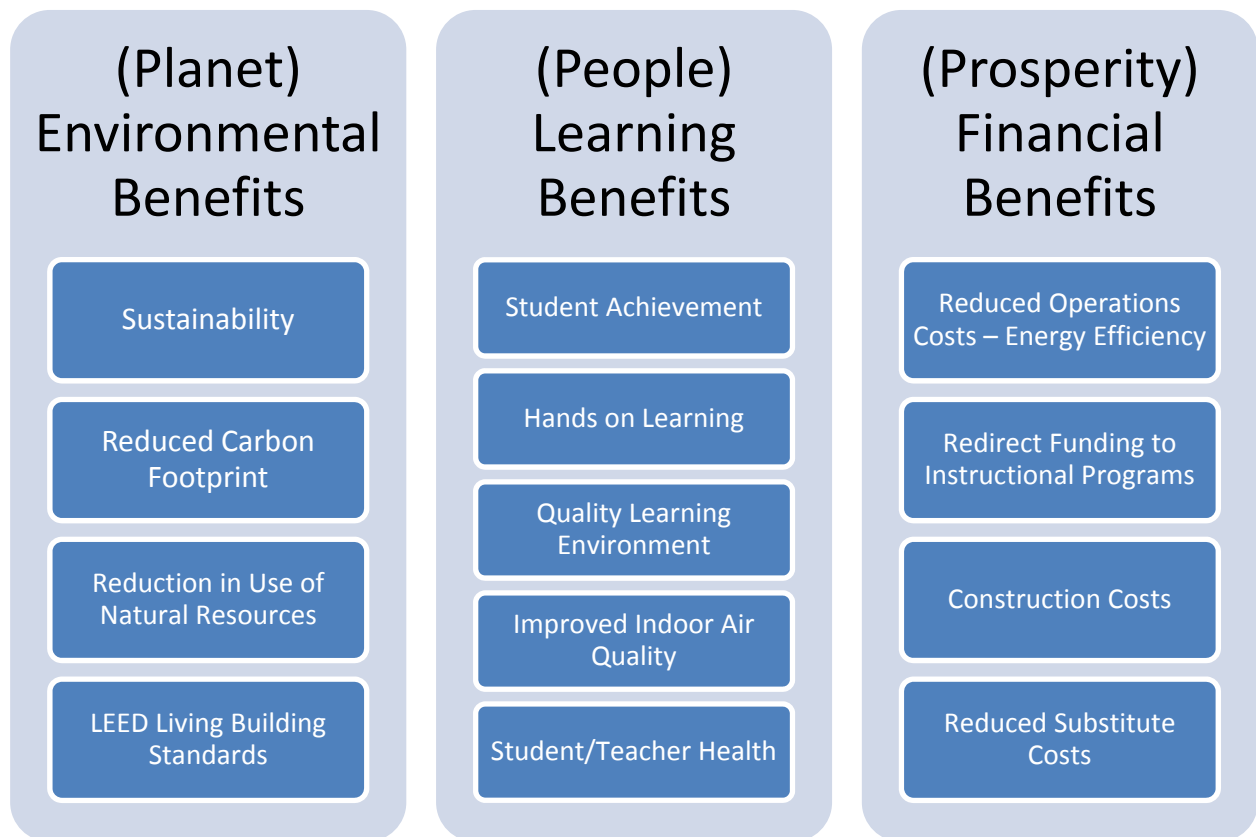 (Planet)
Environmental
Benefits
Sustainability
Reduced Carbon
Footprint
Reduction in Use of
Natural Resources
LEED Living Building
Standards
(People)
Learning
Benefits
Student Achievement
Hands on Learning
Quality Learning
Environment
Improved Indoor Air
Quality
Student/Teacher Health
(Prosperity)
Financial
Benefits
Reduced Operations
Costs – Energy Efficiency
Redirect Funding to
Instructional Programs
Construction Costs
Reduced Substitute
Costs